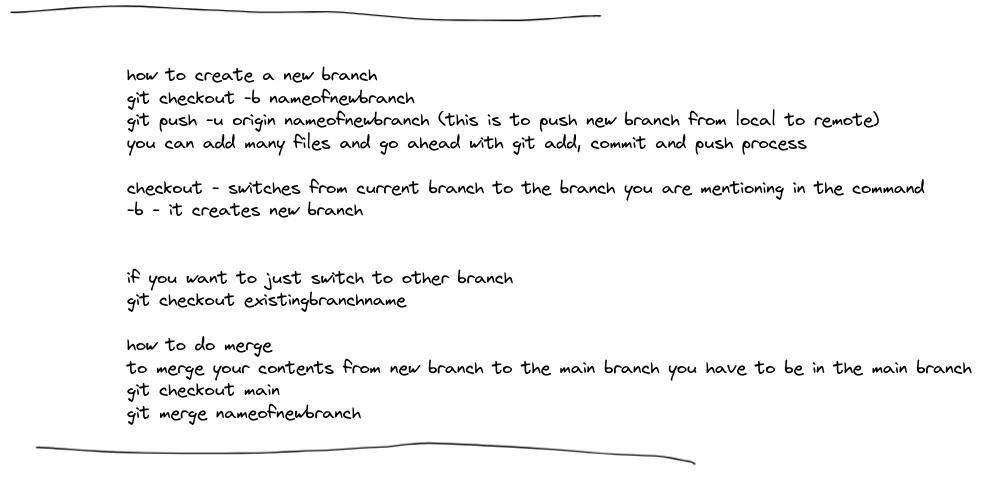 how to create a new branch
git checkout -b nameofnewbranch
git push -u origin nameofnewbranch (this is to push new branch from local to remote)
you can add many files and go ahead with git add, commit and push process
checkout - switches from current branch to the branch you are mentioning in the command
-b - it creates new branch
if you want to just switch to other branch
git checkout existingbranchname
how to do merge
to merge your contents from new branch to the main branch you have to be in the main branch
git checkout main
git merge nameofnewbranch